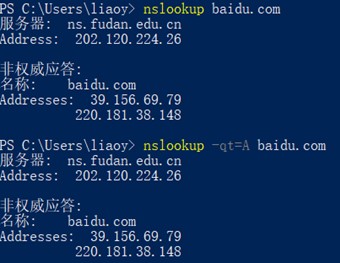 PS C:\Users\liaoy> nslookup baidu.com
服务器:  ns.fudan.edu.cn
Address:  202.120.224.26
非权威应答:
名称:    baidu.com
Addresses:  39.156.69.79
220.181.38.148
PS C:\Users\liaoy> nslookup -qt=A baidu.com
服务器:  ns.fudan.edu.cn
Address:  202.120.224.26
非权威应答:
名称:    baidu.com
Addresses:  39.156.69.79
220.181.38.148